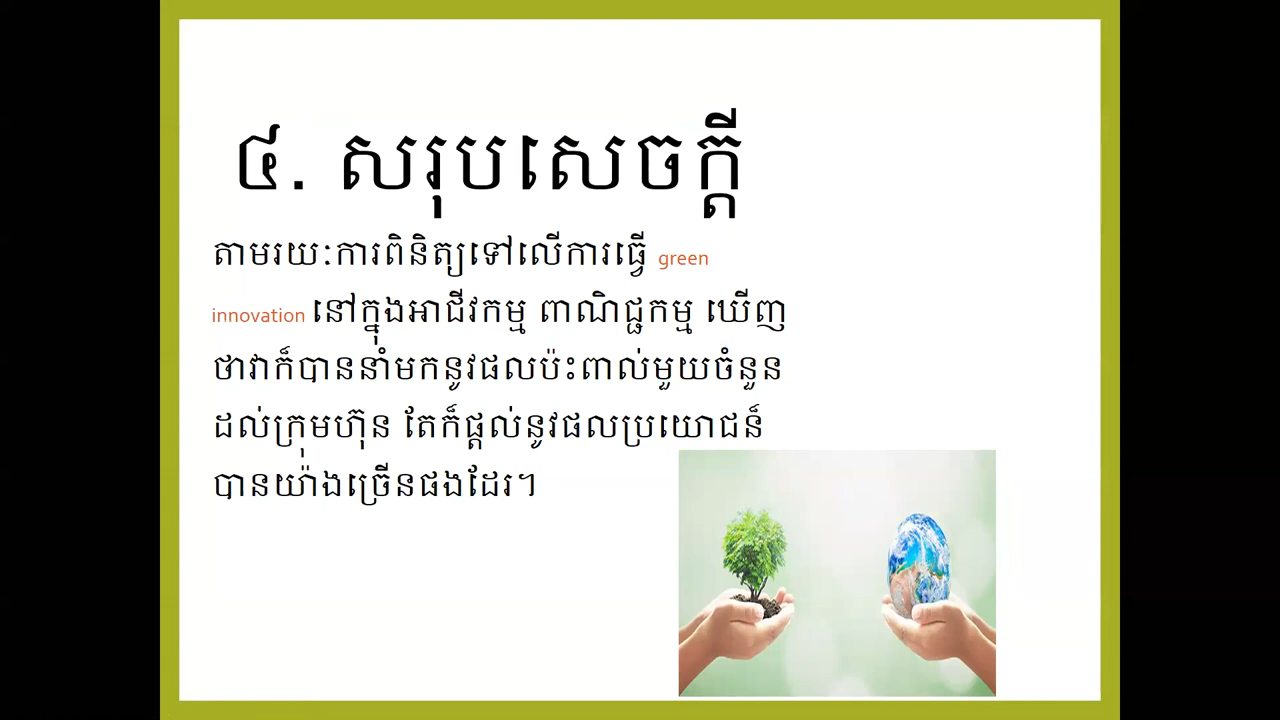 ៤. សរុបសេចក្តី
តាមរយៈការពិនិត្យទៅលើការធ្វើ green
innovation នៅក្នុងអាជីវកម្ម ពាណិជ្ជកម្ម ឃើញ
ថាវាក៏បាននាំមកនូវផលប៉ះពាល់មួយចំនួន
ដល់ក្រុមហ៊ុន តែក៏ផ្តល់នូវផលប្រយោជន៏
បានយ៉ាងច្រើនផងដែរ។